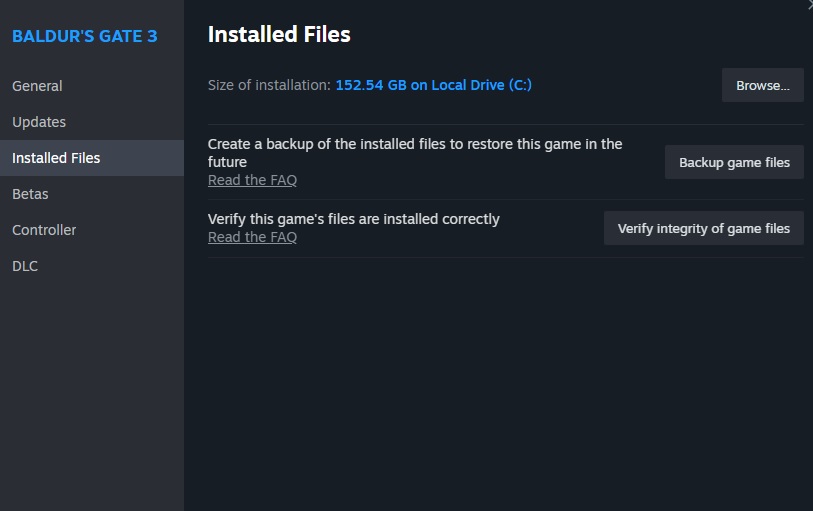 BALDUR'S GATE 3
General
Updates
Installed Files
Betas
Controller
DLC
Installed Files
Size of installation: 152.54 GB on Local Drive (C:)
Browse...
Create a backup of the installed files to restore this game in the
future
Read the FAQ
Backup game files
Verify this game's files are installed correctly
Read the FAQ
Verify integrity of game files